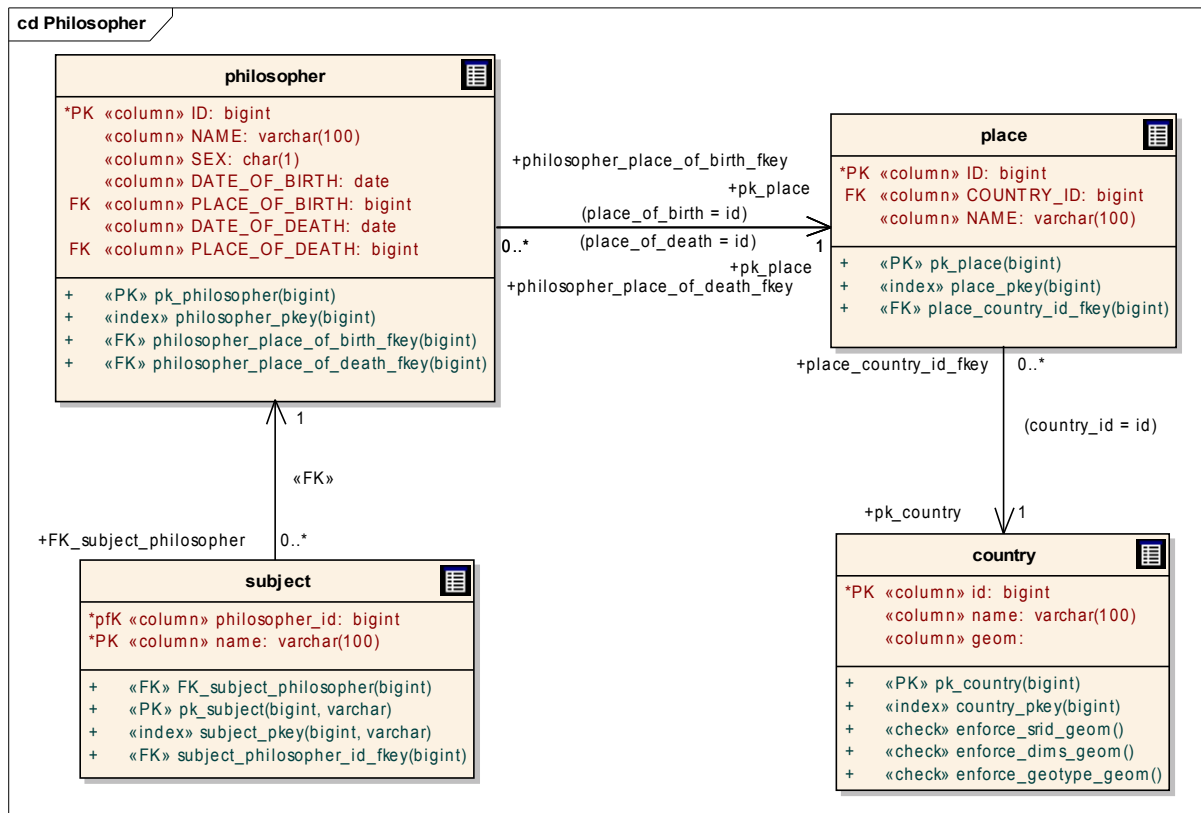 cd Philosopher
philosopher
*PK «column» ID: bigint
«column» NAME: varchar(100)
«column» SEX: char(1)
«column» DATE_OF_BIRTH: date
FK «column» PLACE_OF_BIRTH: bigint
«column» DATE_OF_DEATH: date
FK «column» PLACE_OF_DEATH: bigint
+ «PK» pk_philosopher(bigint)
+ «index» philosopher_pkey(bigint)
+ «FK» philosopher_place_of_birth_fkey(bigint)
+ «FK» philosopher_place_of_death_fkey(bigint)
+philosopher_place_of_birth_fkey
+pk_place
(place_of_birth = id)
0..*
(place_of_death = id)
1
+pk_place
+philosopher_place_of_death_fkey
place
*PK «column» ID: bigint
FK «column» COUNTRY_ID: bigint
«column» NAME: varchar(100)
+ «PK» pk_place(bigint)
+ «index» place_pkey(bigint)
+ «FK» place_country_id_fkey(bigint)
+place_country_id_fkey 0..*
(country_id = id)
+pk_country 1
1
«FK»
+FK_subject_philosopher 0..*
subject
*pfK «column» philosopher_id: bigint
*PK «column» name: varchar(100)
+ «FK» FK_subject_philosopher(bigint)
+ «PK» pk_subject(bigint, varchar)
+ «index» subject_pkey(bigint, varchar)
+ «FK» subject_philosopher_id_fkey(bigint)
country
*PK «column» id: bigint
«column» name: varchar(100)
«column» geom:
+ «PK» pk_country(bigint)
+ «index» country_pkey(bigint)
+ «check» enforce_srid_geom()
+ «check» enforce_dims_geom()
+ «check» enforce_geotype_geom()